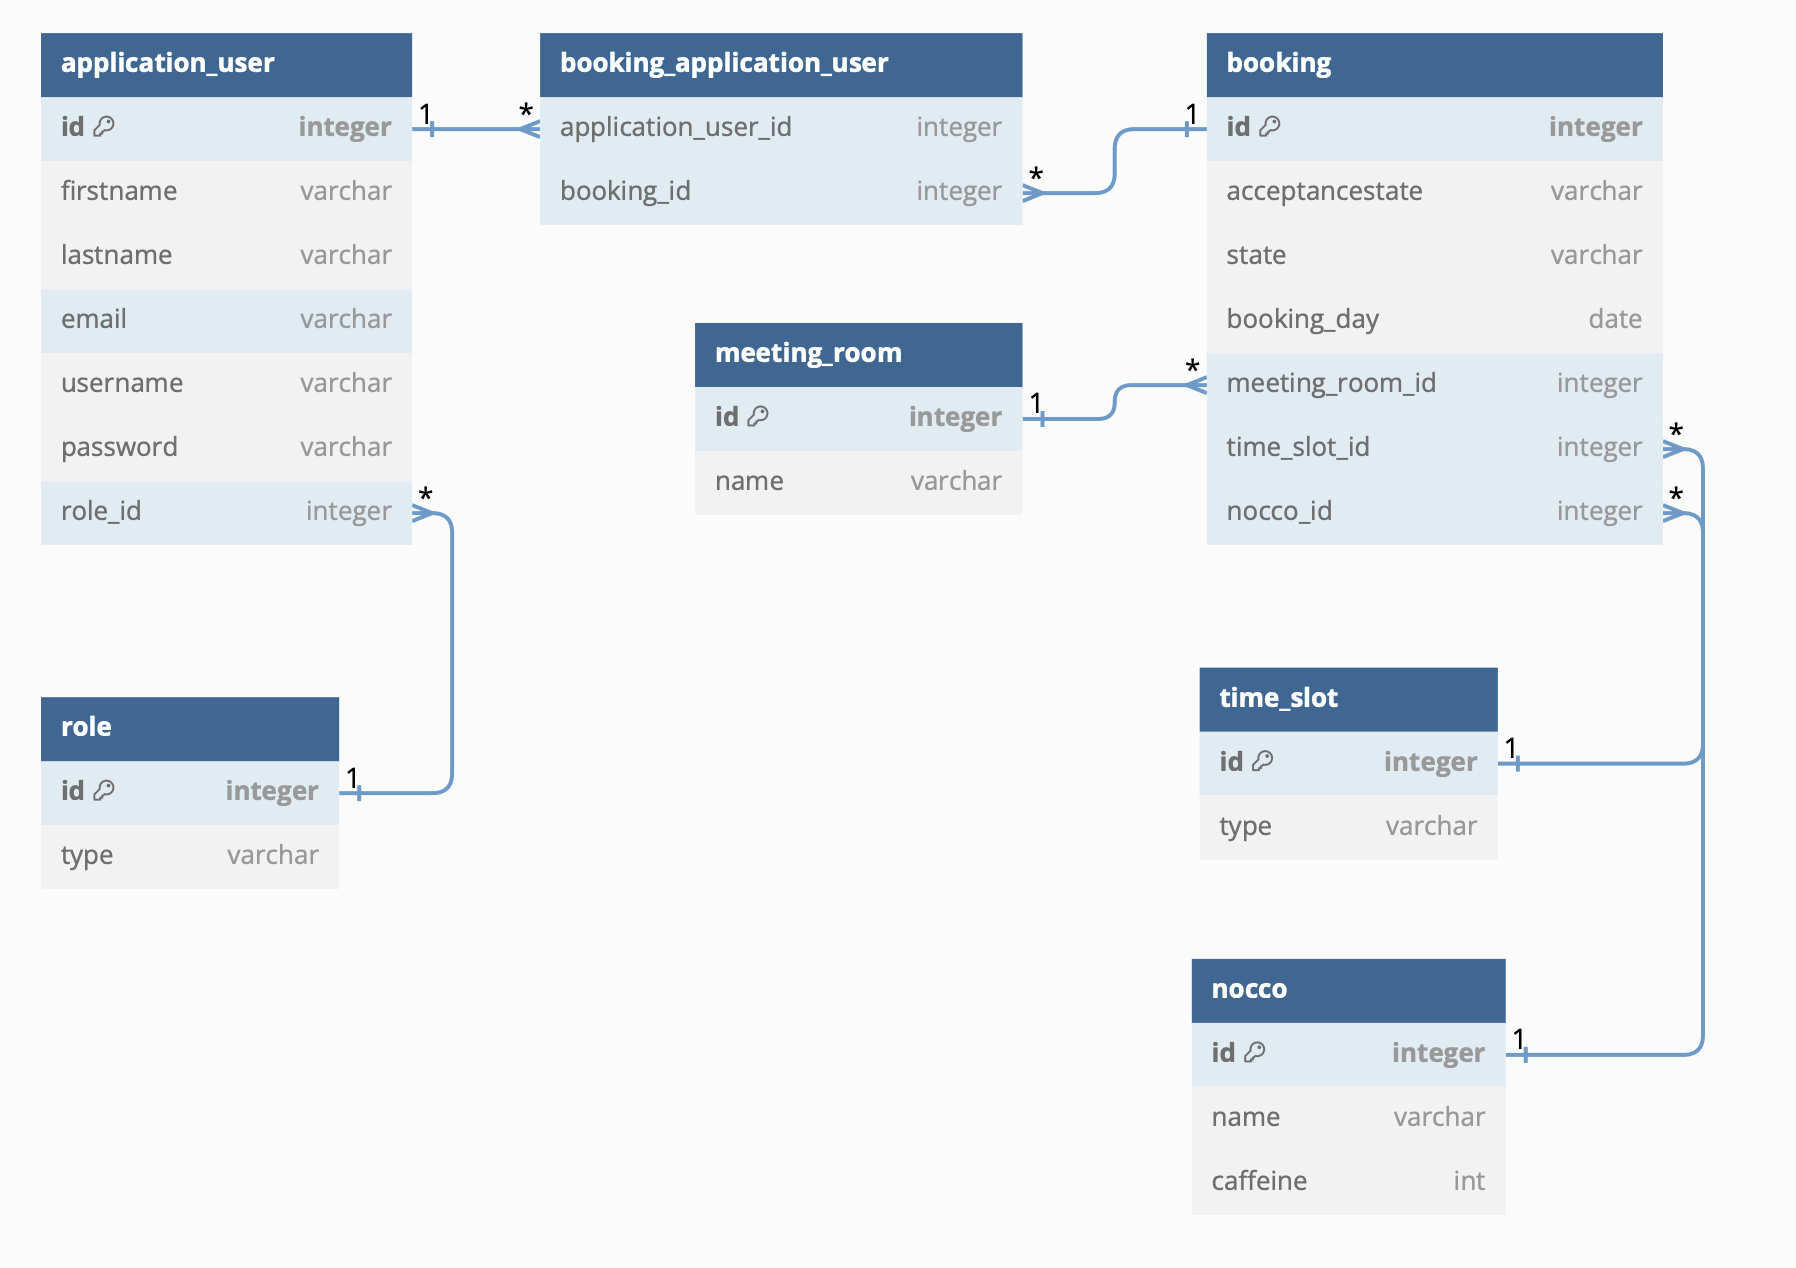 application_user
id integer
firstname varchar
lastname varchar
email varchar
username varchar
password varchar
role_id integer
1 *
*
booking_application_user
application_user_id integer
booking_id integer
*
1
booking
id integer
acceptancestate varchar
state varchar
booking_day date
meeting_room_id integer
time_slot_id integer
nocco_id integer
*
*
*
meeting_room
id integer
name varchar
1
role
id integer
type varchar
1
time_slot
id integer
type varchar
1
nocco
id integer
name varchar
caffeine int
1